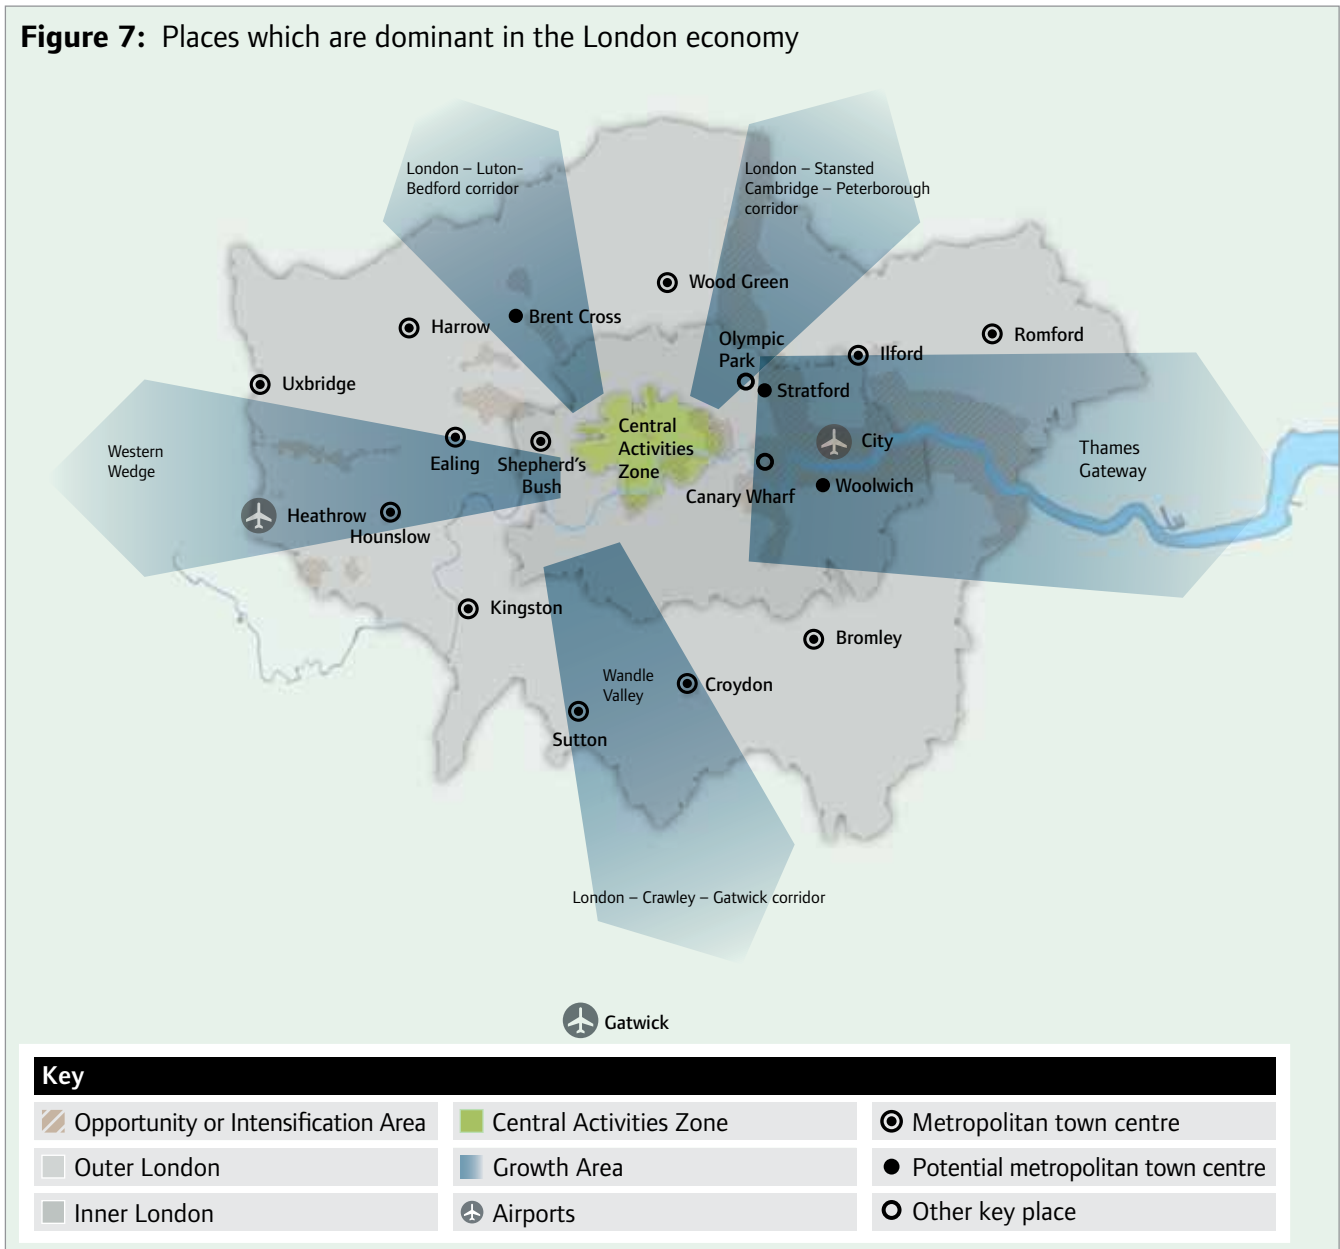 Figure 7: Places which are dominant in the London economy
London – Luton-
Bedford corridor
London – Stansted
Cambridge – Peterborough
corridor
Wood Green
Harrow
Brent Cross
Olympic
Park
Romford
Ilford
Uxbridge
Stratford
Central
Activities
Zone
City
Western
Wedge
Ealing
Shepherd's
Bush
Thames
Gateway
Canary Wharf
Woolwich
Heathrow
Hounslow
Kingston
Bromley
Wandle
Valley
Croydon
Sutton
London – Crawley – Gatwick corridor
Gatwick
Key
Opportunity or Intensification Area
Central Activities Zone
Metropolitan town centre
Outer London
Growth Area
Potential metropolitan town centre
Inner London
Airports
Other key place